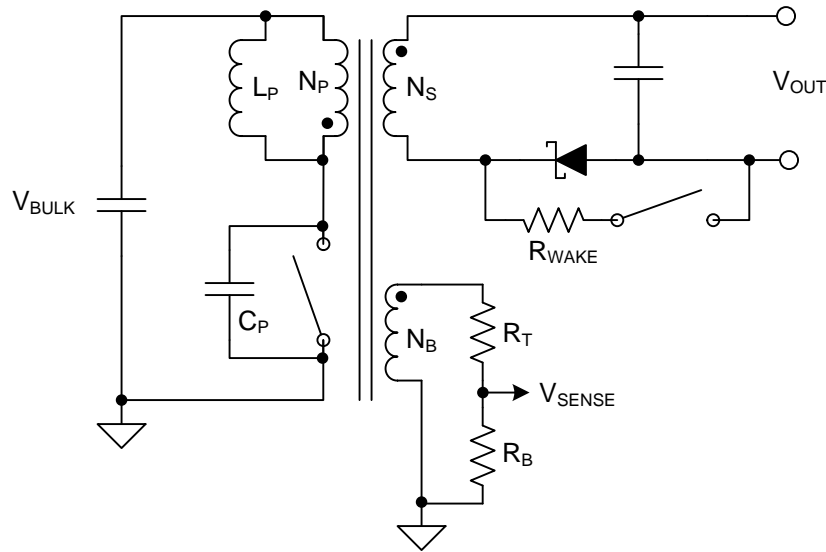 L_P
N_P
N_S
V_OUT
V_BULK
R_WAKE
C_P
N_B
R_T
V_SENSE
R_B